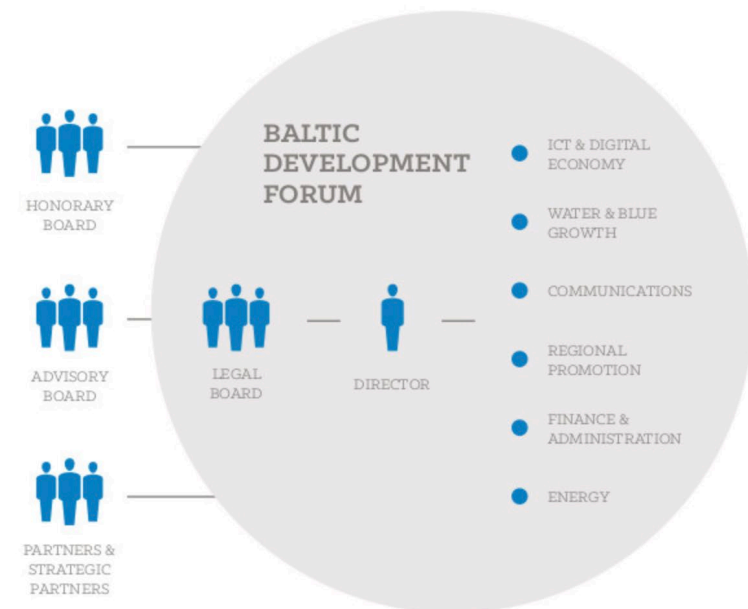 BALTIC
DEVELOPMENT
FORUM
HONORARY
BOARD
ADVISORY
BOARD
PARTNERS &
STRATEGIC
PARTNERS
LEGAL
BOARD
DIRECTOR
ICT & DIGITAL
ECONOMY
WATER & BLUE
GROWTH
COMMUNICATIONS
REGIONAL
PROMOTION
FINANCE &
ADMINISTRATION
ENERGY